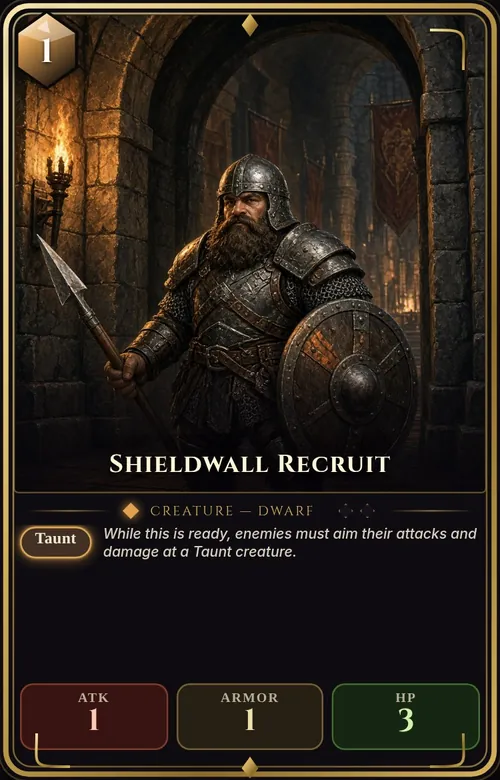 1
Shieldwall Recruit
CREATURE — DWARF
Taunt
While this is ready, enemies must aim their attacks and
damage at a Taunt creature.
ATK
1
ARMOR
1
HP
3